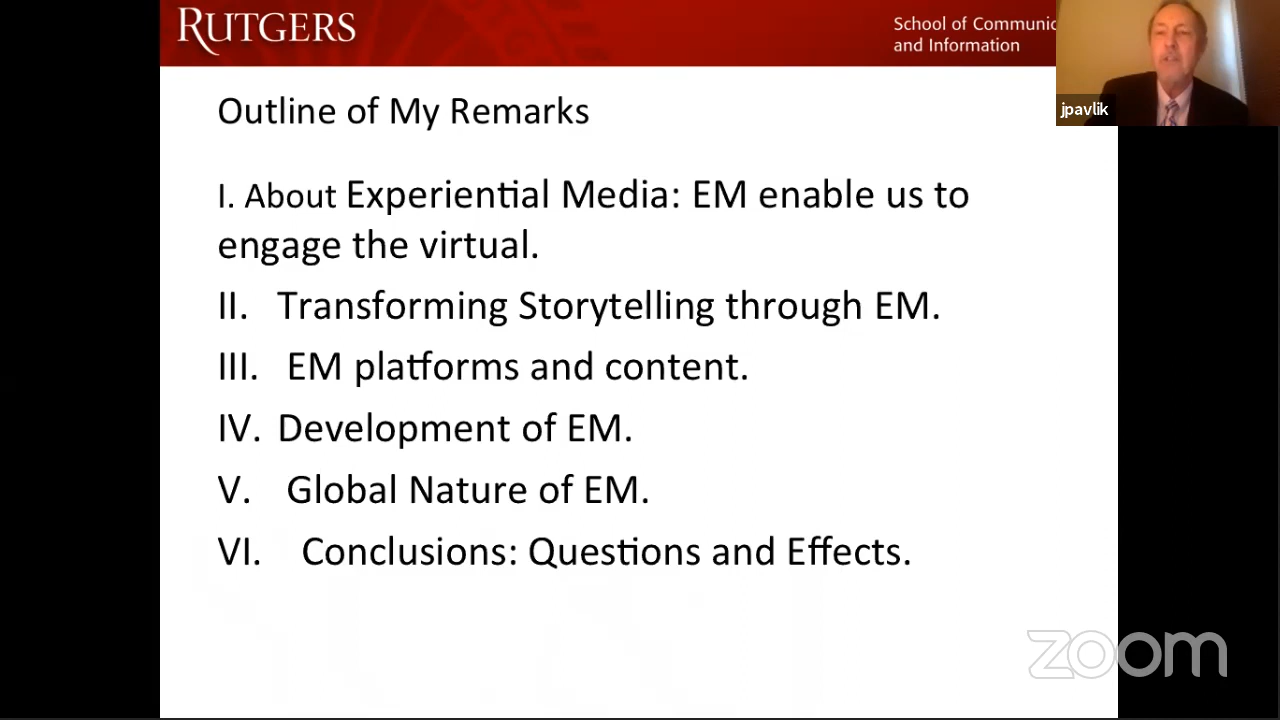 RUTGERS
School of Communic
and Information
jpavlik
Outline of My Remarks
I. About Experiential Media: EM enable us to
engage the virtual.
II. Transforming Storytelling through EM.
III. EM platforms and content.
IV. Development of EM.
V. Global Nature of EM.
VI. Conclusions: Questions and Effects.
zoom